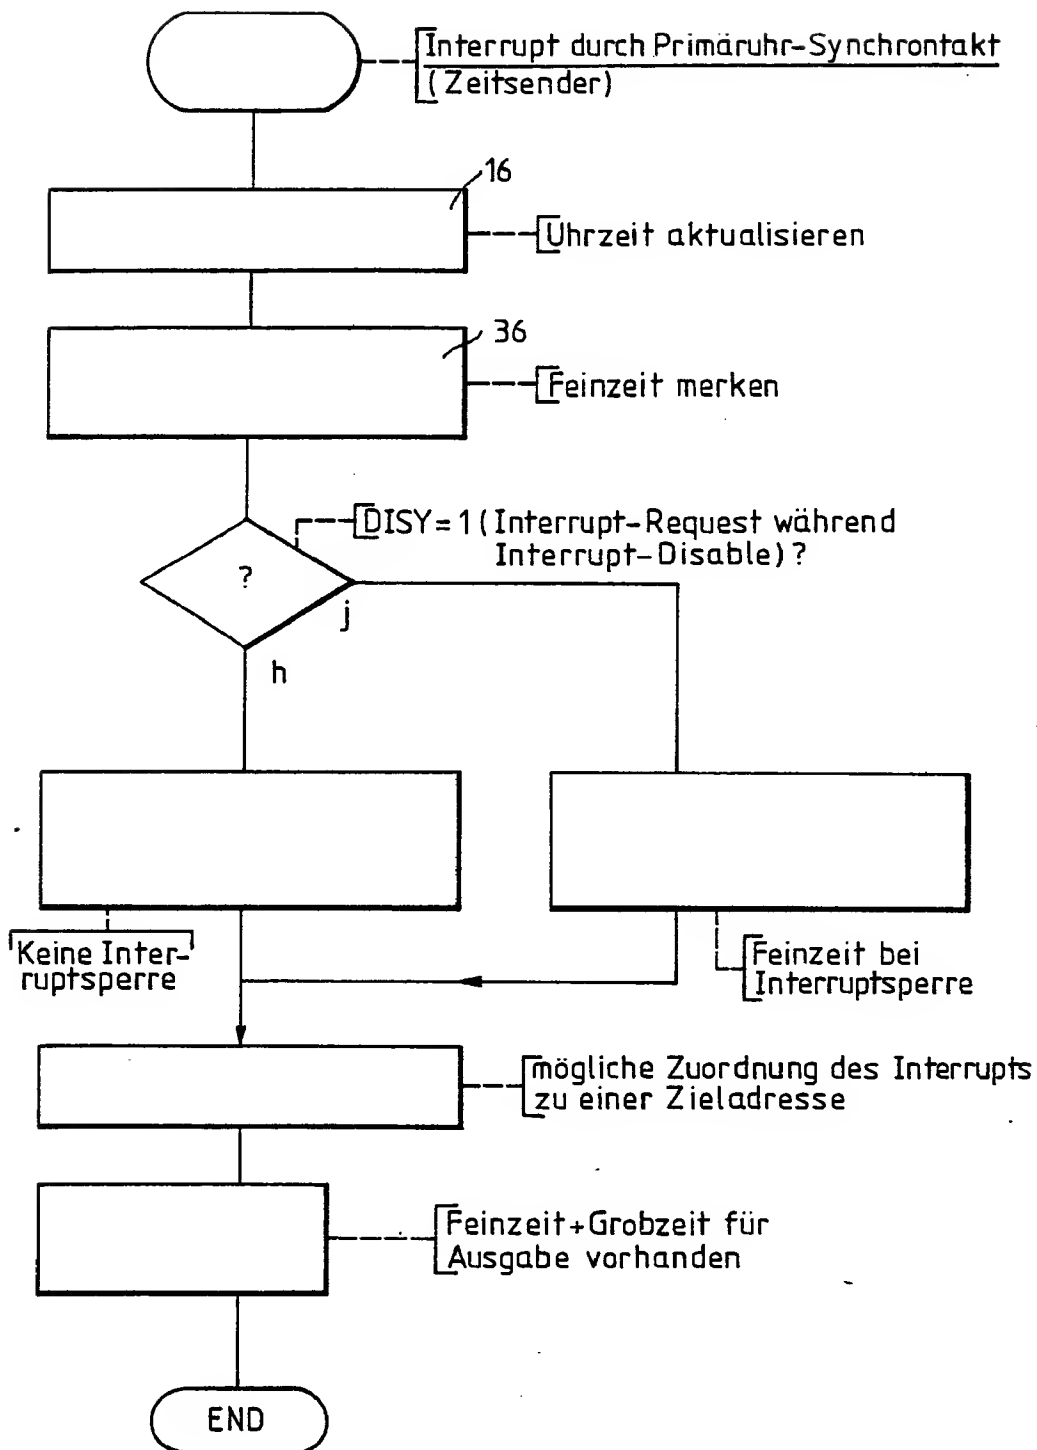 Interrupt durch Primäruhr-Synchrontakt
(Zeitsender)
16
Uhrzeit aktualisieren
36
Feinzeit merken
DISY=1 (Interrupt-Request während
Interrupt-Disable)?
?
j
h
Keine Inter-
ruptsperre
Feinzeit bei
Interruptsperre
mögliche Zuordnung des Interrupts
zu einer Zieladresse
Feinzeit+Grobzeit für
Ausgabe vorhanden
END